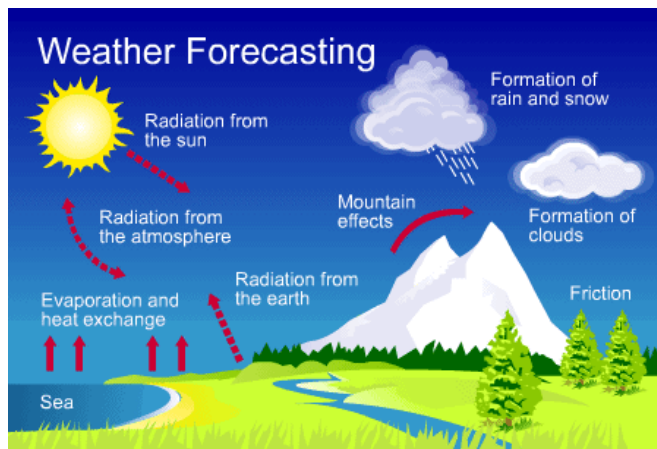 Weather Forecasting
Radiation from
the sun
Formation of
rain and snow
Radiation from
the atmosphere
Mountain
effects
Formation of
clouds
Evaporation and
heat exchange
Radiation from
the earth
Friction
Sea